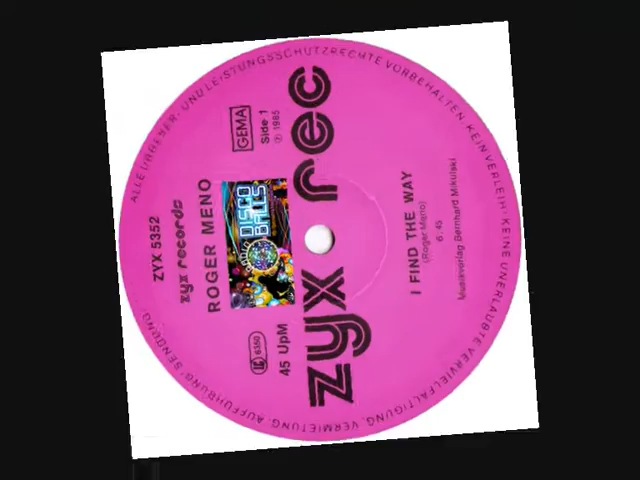 ALLE URHEBER- UND LEISTUNGSSCHUTZRECHTE VORBEHALTEN. KEIN VERLEIH! KEINE UNERLAUBTE VERVIELFÄLTIGUNG, VERMIETUNG, AUFFÜHRUNG, SENDUNG!
ZYX 5352
zyx records
ROGER MENO
GEMA
Side 1
Ⓟ 1985
LC 6350
45 UpM
DISCO
BALLS
zyx rec
I FIND THE WAY
(Roger Meno)
6:45
Musikverlag Bernhard Mikulski